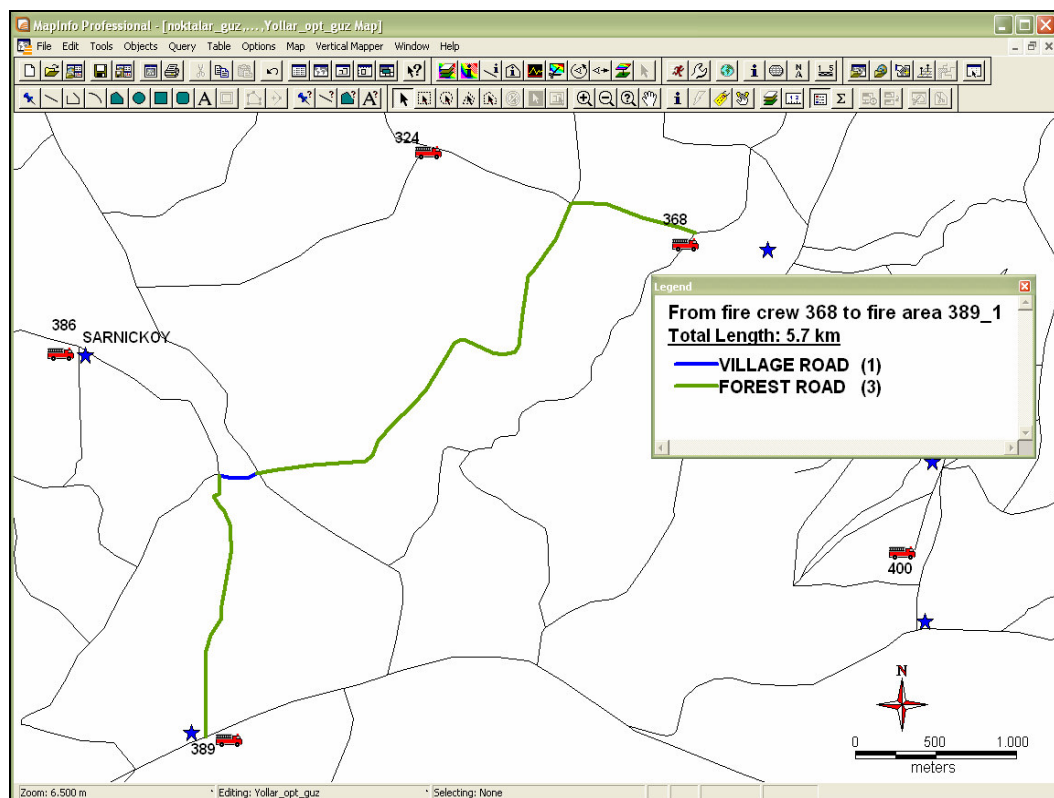 MapInfo Professional - [noktalar_guz,...,Yollar_opt_guz Map]
File Edit Tools Objects Query Table Options Map Vertical Mapper Window Help
324
368
Legend
From fire crew 368 to fire area 389_1
Total Length: 5.7 km
VILLAGE ROAD (1)
FOREST ROAD (3)
386
SARNICKOY
400
N
389
0 500 1.000
meters
Zoom: 6.500 m Editing: Yollar_opt_guz Selecting: None